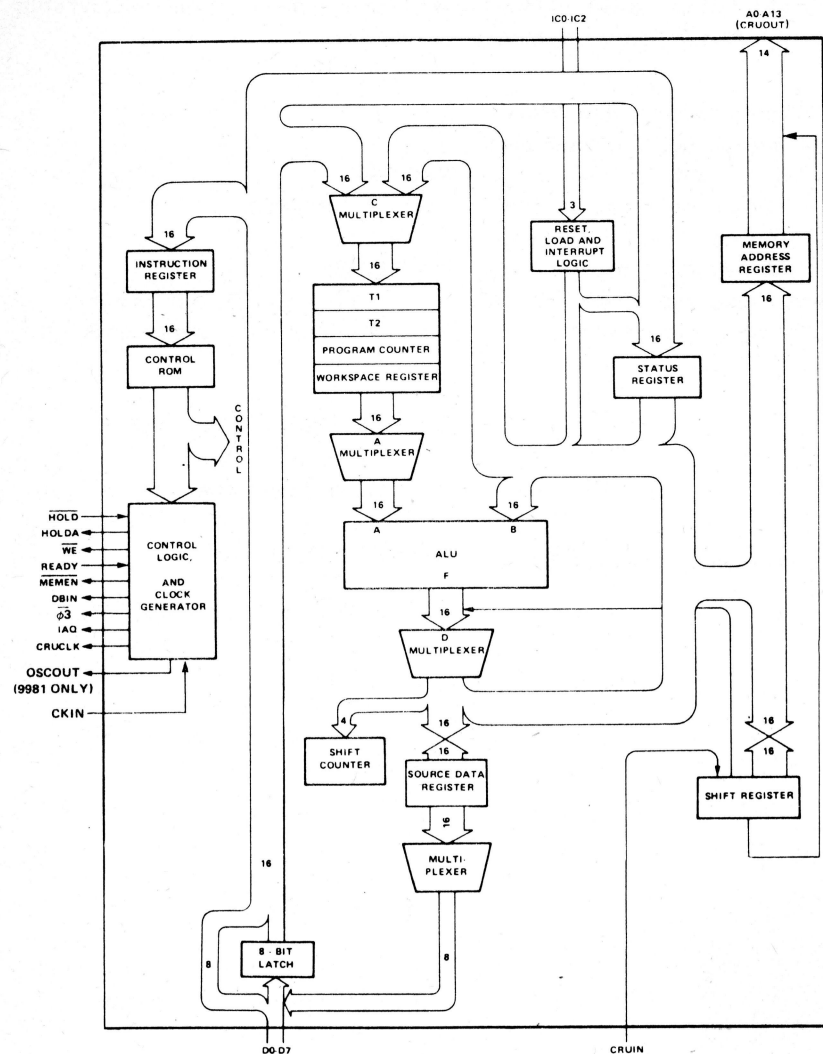 IC0-IC2
A0-A13
(CRUOUT)
14
16
16
C
MULTIPLEXER
16
INSTRUCTION
REGISTER
3
RESET,
LOAD AND
INTERRUPT
LOGIC
MEMORY
ADDRESS
REGISTER
16
16
T1
T2
PROGRAM COUNTER
WORKSPACE REGISTER
16
CONTROL
ROM
16
STATUS
REGISTER
CONTROL
16
A
MULTIPLEXER
16
A
16
B
ALU
F
HOLD
HOLDA
WE
READY
MEMEN
DBIN
φ3
IAQ
CRUCLK
CONTROL
LOGIC,
AND
CLOCK
GENERATOR
OSCOUT
(9981 ONLY)
CKIN
16
D
MULTIPLEXER
4
SHIFT
COUNTER
16
16
SOURCE DATA
REGISTER
16
16
SHIFT REGISTER
16
MULTI-
PLEXER
16
8
8-BIT
LATCH
8
D0-D7
CRUIN